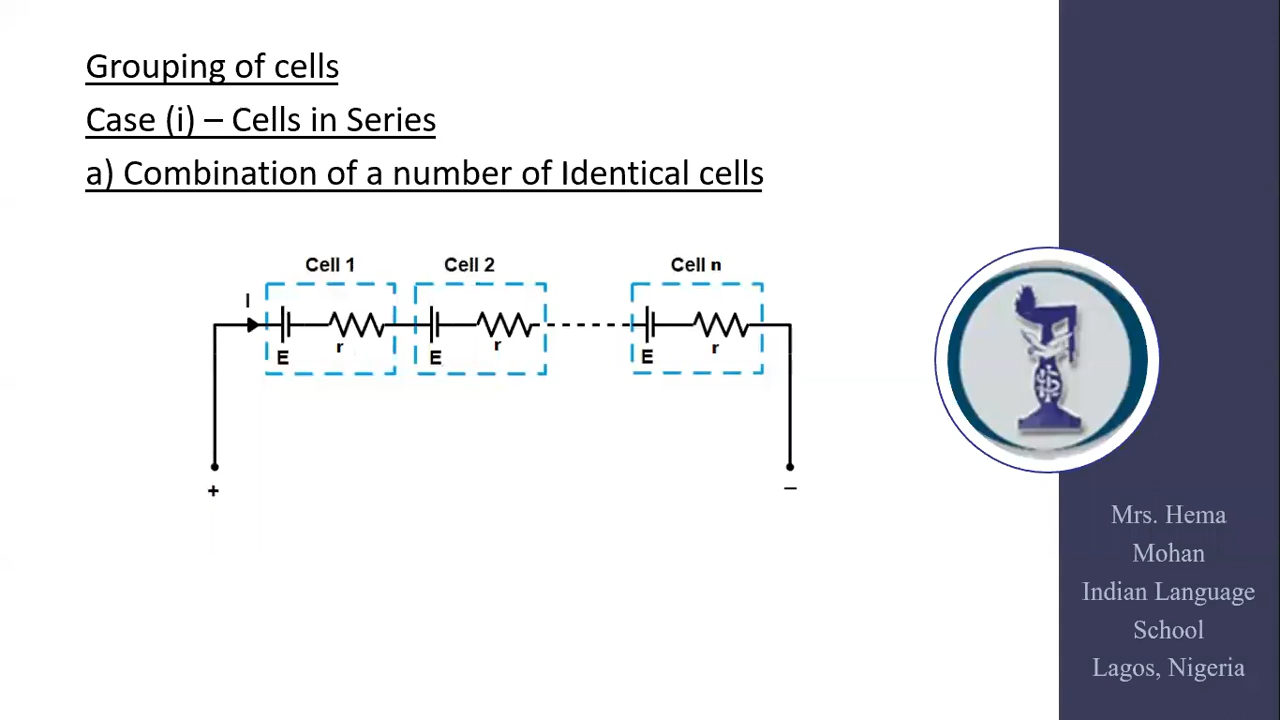 Grouping of cells
Case (i) – Cells in Series
a) Combination of a number of Identical cells
Cell 1 Cell 2 Cell n
I
r r r
E E E
+ –
Mrs. Hema
Mohan
Indian Language
School
Lagos, Nigeria